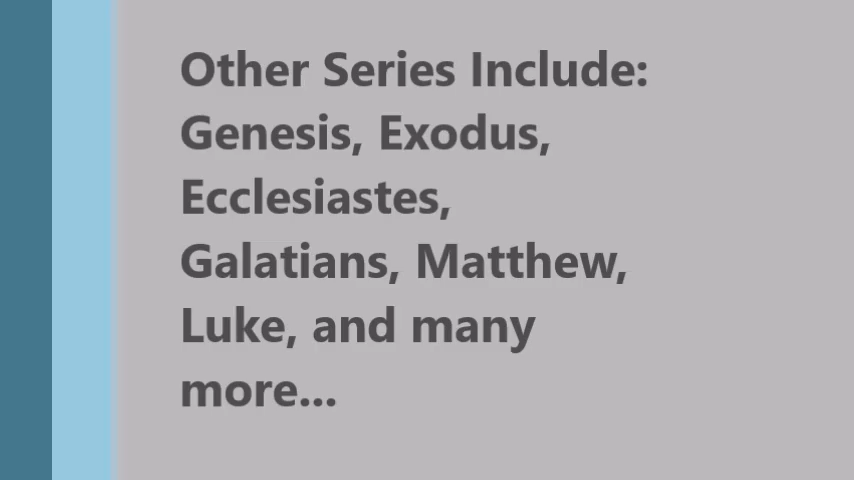 Other Series Include:
Genesis, Exodus,
Ecclesiastes,
Galatians, Matthew,
Luke, and many
more...